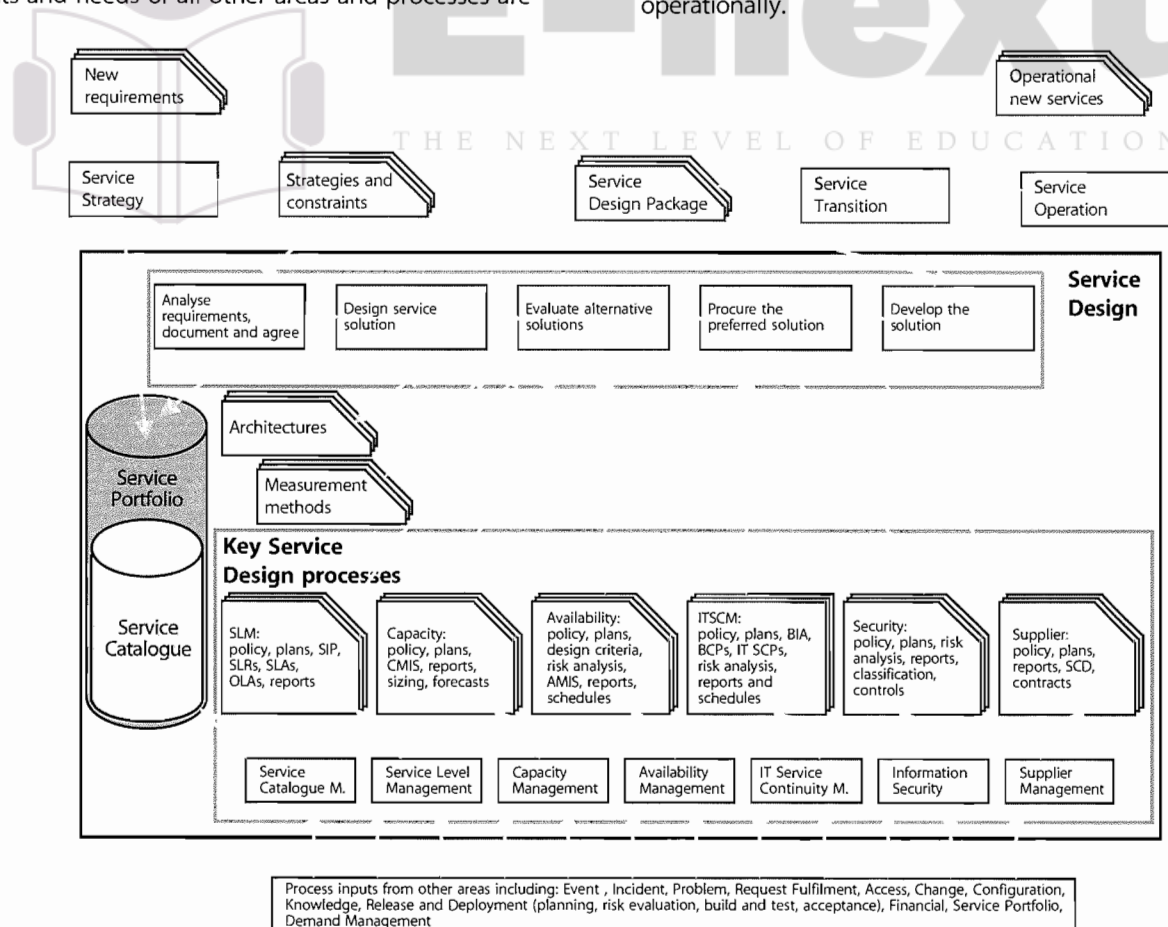 ts and needs of all other areas and processes are
operationally.
E-next
THE NEXT LEVEL OF EDUCATION
New
requirements
Operational
new services
Service
Strategy
Strategies and
constraints
Service
Design Package
Service
Transition
Service
Operation
Service
Design
Analyse
requirements,
document and agree
Design service
solution
Evaluate alternative
solutions
Procure the
preferred solution
Develop the
solution
Architectures
Measurement
methods
Service
Portfolio
Service
Catalogue
Key Service
Design processes
SLM:
policy, plans, SIP,
SLRs, SLAs,
OLAs, reports
Capacity:
policy, plans,
CMIS, reports,
sizing, forecasts
Availability:
policy, plans,
design criteria,
risk analysis,
AMIS, reports,
schedules
ITSCM:
policy, plans, BIA,
BCPs, IT SCPs,
risk analysis,
reports and
schedules
Security:
policy, plans, risk
analysis, reports,
classification,
controls
Supplier:
policy, plans,
reports, SCD,
contracts
Service
Catalogue M.
Service Level
Management
Capacity
Management
Availability
Management
IT Service
Continuity M.
Information
Security
Supplier
Management
Process inputs from other areas including: Event , Incident, Problem, Request Fulfilment, Access, Change, Configuration,
Knowledge, Release and Deployment (planning, risk evaluation, build and test, acceptance), Financial, Service Portfolio,
Demand Management